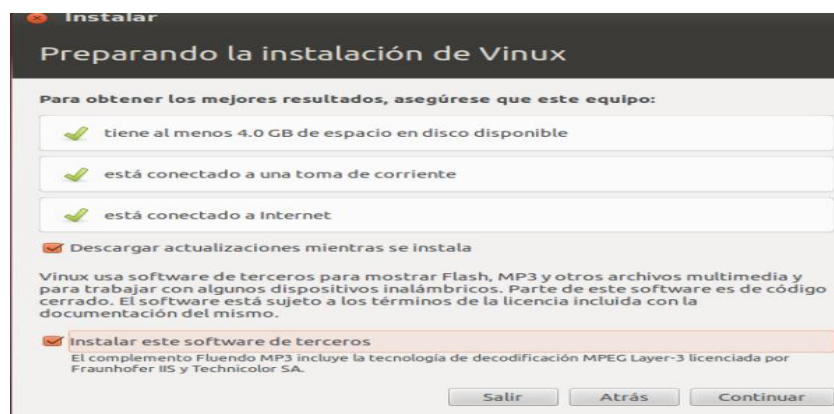 Instalar
Preparando la instalación de Vinux
Para obtener los mejores resultados, asegúrese que este equipo:
tiene al menos 4.0 GB de espacio en disco disponible
está conectado a una toma de corriente
está conectado a Internet
Descargar actualizaciones mientras se instala
Vinux usa software de terceros para mostrar Flash, MP3 y otros archivos multimedia y
para trabajar con algunos dispositivos inalámbricos. Parte de este software es de código
cerrado. El software está sujeto a los términos de la licencia incluida con la
documentación del mismo.
Instalar este software de terceros
El complemento Fluendo MP3 incluye la tecnología de decodificación MPEG Layer-3 licenciada por
Fraunhofer IIS y Technicolor SA.
Salir Atrás Continuar